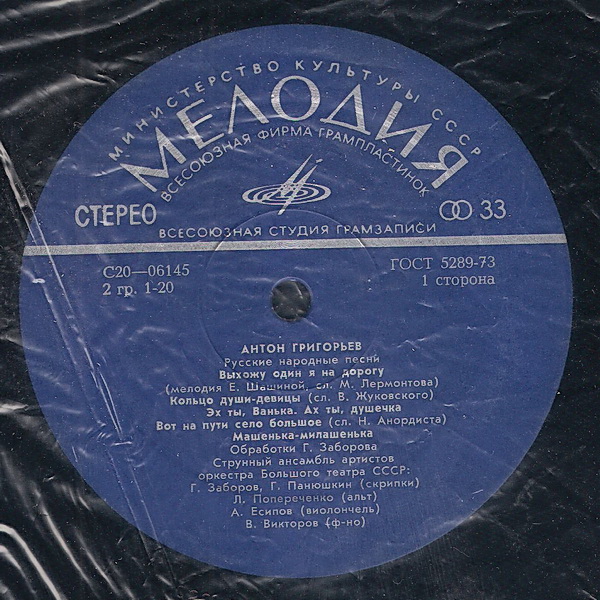 МИНИСТЕРСТВО КУЛЬТУРЫ СССР
МЕЛОДИЯ
ВСЕСОЮЗНАЯ ФИРМА ГРАМПЛАСТИНОК
СТЕРЕО
33
ВСЕСОЮЗНАЯ СТУДИЯ ГРАМЗАПИСИ
С20—06145
ГОСТ 5289-73
2 гр. 1-20
1 сторона
АНТОН ГРИГОРЬЕВ
Русские народные песни
Выхожу один я на дорогу
(мелодия Е. Шашиной, сл. М. Лермонтова)
Кольцо души-девицы (сл. В. Жуковского)
Эх ты, Ванька. Ах ты, душечка
Вот на пути село большое (сл. Н. Анордиста)
Машенька-милашенька
Обработки Г. Заборова
Струнный ансамбль артистов
оркестра Большого театра СССР:
Г. Заборов, Г. Панюшкин (скрипки)
Л. Попереченко (альт)
А. Есипов (виолончель)
В. Викторов (ф-но)